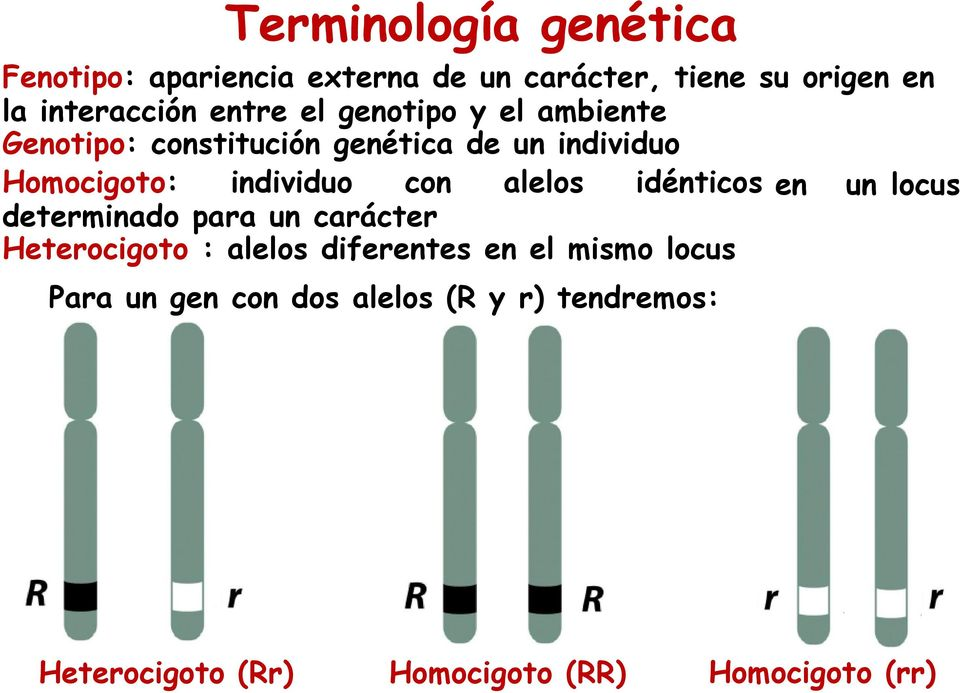 Terminología genética
Fenotipo: apariencia externa de un carácter, tiene su origen en
la interacción entre el genotipo y el ambiente
Genotipo: constitución genética de un individuo
Homocigoto: individuo con alelos idénticos en un locus
determinado para un carácter
Heterocigoto : alelos diferentes en el mismo locus
Para un gen con dos alelos (R y r) tendremos:
R r R R r r
Heterocigoto (Rr) Homocigoto (RR) Homocigoto (rr)